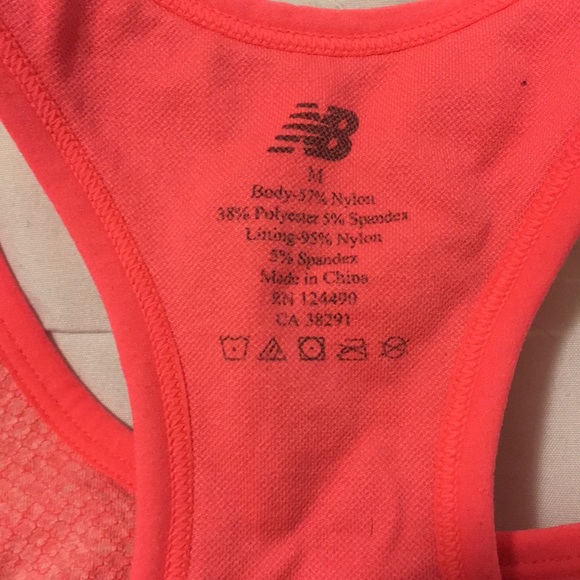 NB
M
Body-57% Nylon
38% Polyester 5% Spandex
Lining-95% Nylon
5% Spandex
Made in China
RN 124490
CA 38291